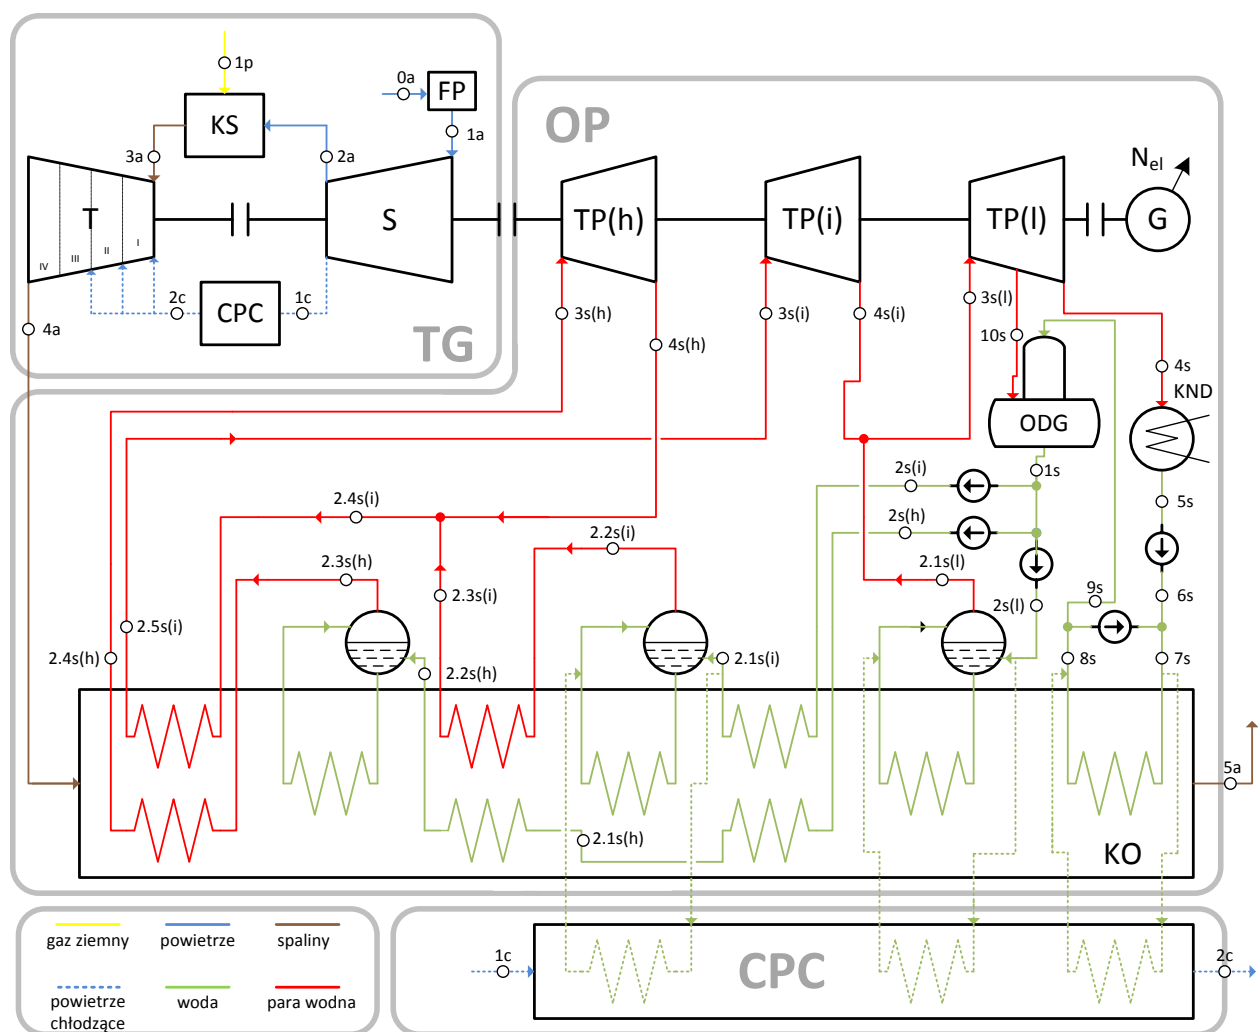 1p
0a
FP
OP
KS
1a
3a
2a
N el
T
S
TP(h)
TP(i)
TP(l)
G
IV
III
II
I
2c
CPC
1c
3s(h)
3s(i)
4s(i)
3s(l)
4a
TG
4s(h)
10s
4s
KND
ODG
2s(i)
1s
2.4s(i)
2s(h)
5s
2.2s(i)
2.3s(h)
2.1s(l)
2.3s(i)
2s(l)
9s
6s
2.5s(i)
2.4s(h)
2.2s(h)
2.1s(i)
8s
7s
5a
2.1s(h)
KO
gaz ziemny
powietrze
spaliny
1c
CPC
2c
powietrze
chłodzące
woda
para wodna